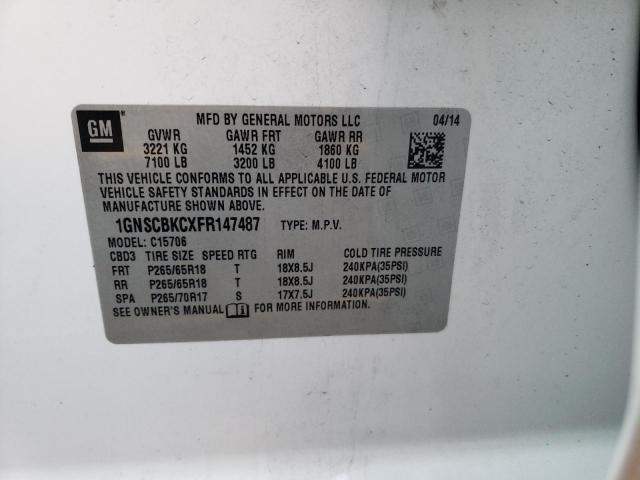 GM
MFD BY GENERAL MOTORS LLC 04/14
GVWR GAWR FRT GAWR RR
3221 KG 1452 KG 1860 KG
7100 LB 3200 LB 4100 LB
THIS VEHICLE CONFORMS TO ALL APPLICABLE U.S. FEDERAL MOTOR
VEHICLE SAFETY STANDARDS IN EFFECT ON THE DATE OF
MANUFACTURE SHOWN ABOVE.
1GNSCBKCXFR147487 TYPE: M.P.V.
MODEL: C15706
CBD3 TIRE SIZE SPEED RTG RIM COLD TIRE PRESSURE
FRT P265/65R18 T 18X8.5J 240KPA(35PSI)
RR P265/65R18 T 18X8.5J 240KPA(35PSI)
SPA P265/70R17 S 17X7.5J 240KPA(35PSI)
SEE OWNER'S MANUAL FOR MORE INFORMATION.